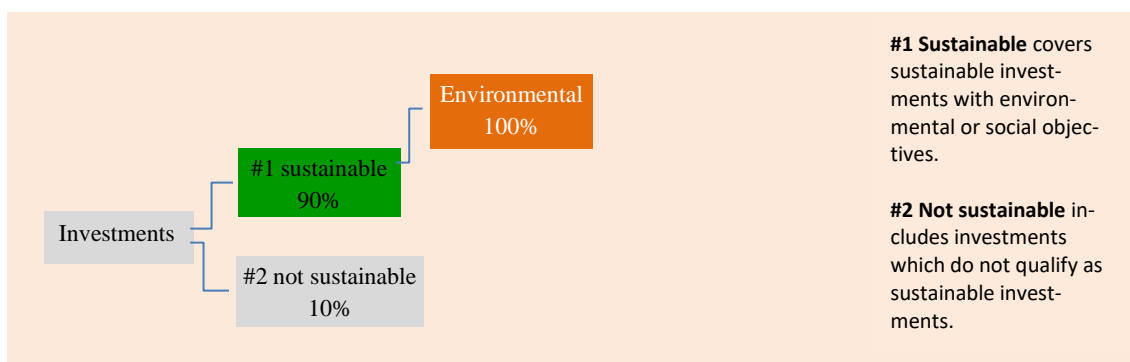 Environmental
100%
#1 sustainable
90%
Investments
#2 not sustainable
10%
#1 Sustainable covers
sustainable invest-
ments with environ-
mental or social objec-
tives.
#2 Not sustainable in-
cludes investments
which do not qualify as
sustainable invest-
ments.